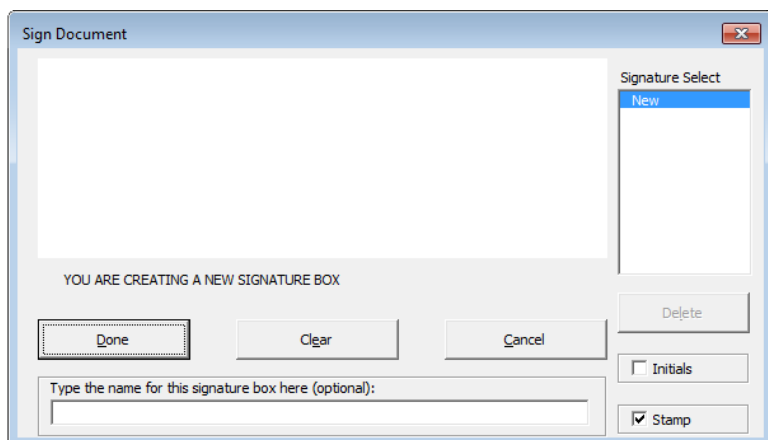 Sign Document
Signature Select
New
YOU ARE CREATING A NEW SIGNATURE BOX
Delete
Done
Clear
Cancel
Initials
Type the name for this signature box here (optional):
Stamp